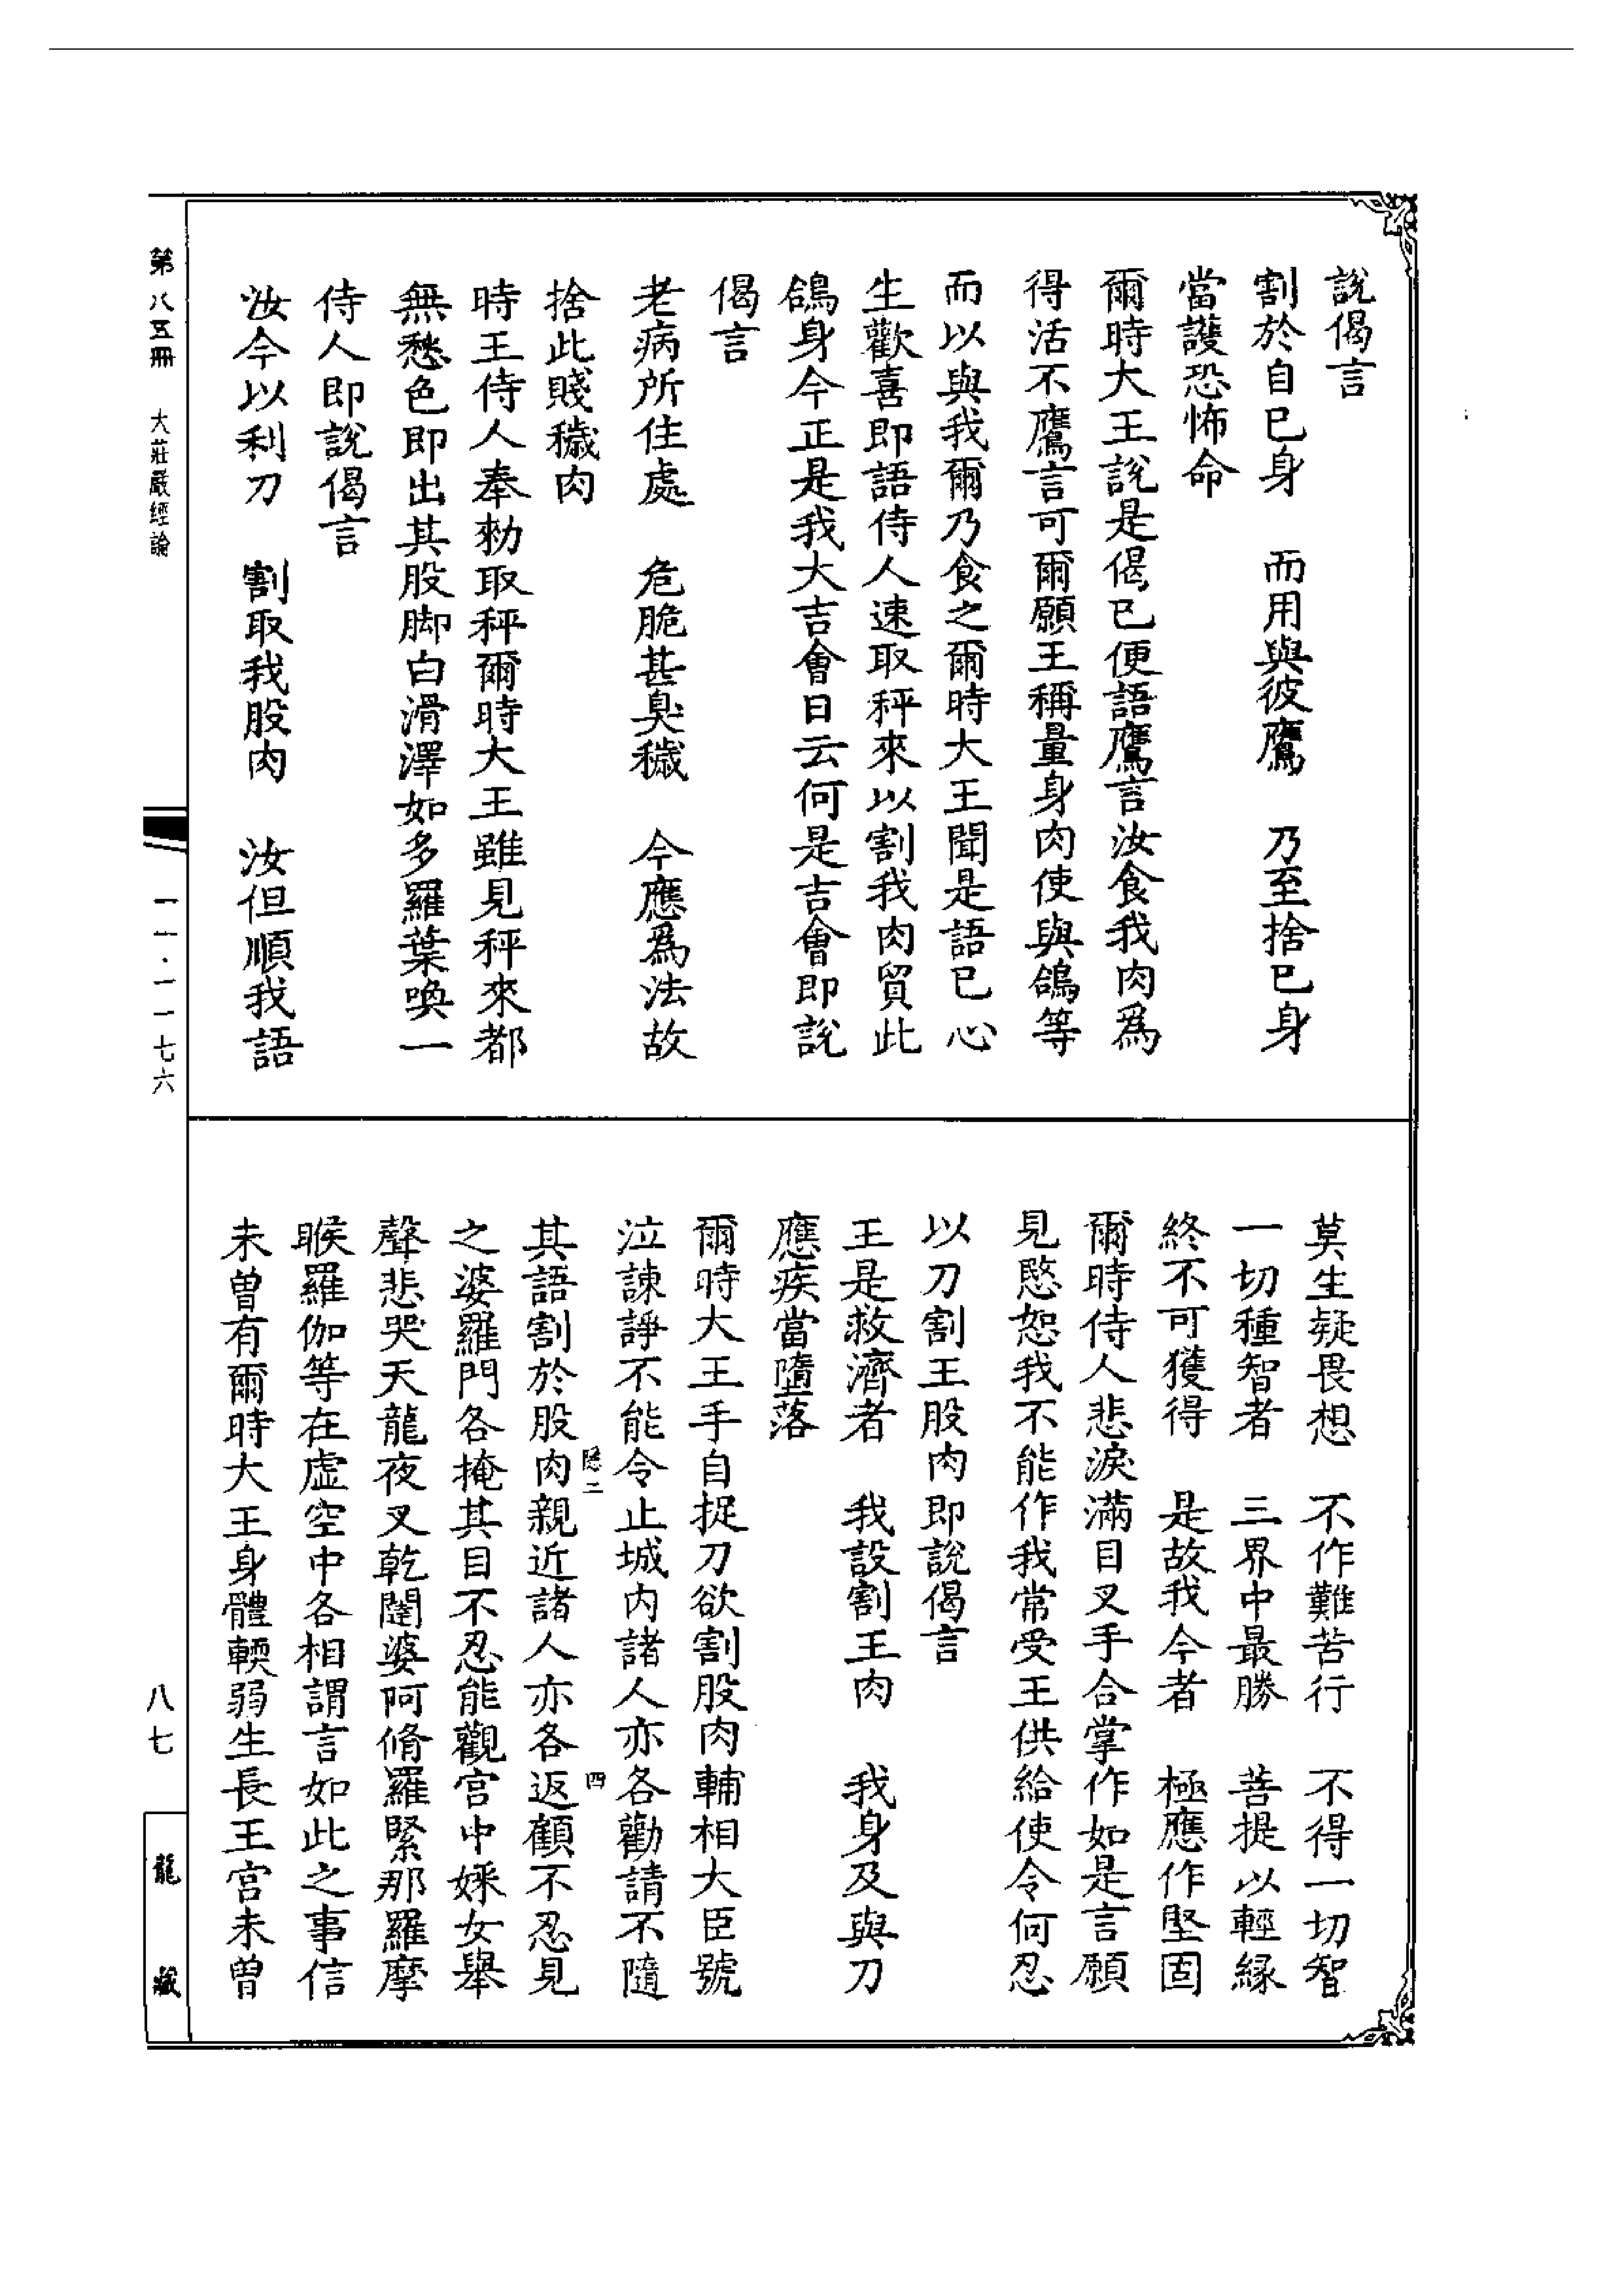 說偈言
割於自己身　而用與彼鷹　乃至捨己身
當護恐怖命
爾時大王說是偈已便語鷹言汝食我肉為
得活不鷹言可爾願王稱量身肉使與鴿等
而以與我爾乃食之爾時大王聞是語已心
生歡喜即語侍人速取秤來以割我肉貿此
鴿身今正是我大吉會日云何是吉會即說
偈言
老病所住處　危脆甚臭穢　今應為法故
捨此賤穢肉
時王侍人奉勑取秤爾時大王雖見秤來都
無愁色即出其股脚白滑澤如多羅葉喚一
侍人即說偈言
汝今以利刀　割取我股肉　汝但順我語
莫生疑畏想　不作難苦行　不得一切智
一切種智者　三界中最勝　菩提以輕緣
終不可獲得　是故我今者　極應作堅固
爾時侍人悲淚滿目叉手合掌作如是言願
見愍恕我不能作我常受王供給使令何忍
以刀割王股肉即說偈言
王是救濟者　我設割王肉　我身及與刀
應疾當墮落
爾時大王手自捉刀欲割股肉輔相大臣號
泣諫諍不能令止城內諸人亦各勸請不隨
隱二　四
其語割於股肉親近諸人亦各返顧不忍見
之婆羅門各掩其目不忍能觀宮中婇女舉
聲悲哭天龍夜叉乾闥婆阿脩羅緊那羅摩
睺羅伽等在虛空中各相謂言如此之事信
未曾有爾時大王身體輭弱生長王宮未曾
第八五冊　大莊嚴經論
一一一·一一七六
八七
龍藏